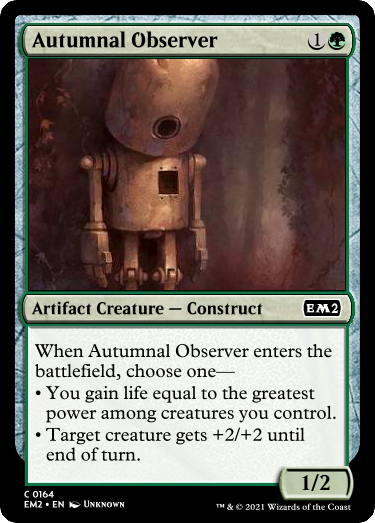 Autumnal Observer 1
Artifact Creature — Construct EM2
When Autumnal Observer enters the
battlefield, choose one—
• You gain life equal to the greatest
power among creatures you control.
• Target creature gets +2/+2 until
end of turn.
1/2
C 0164
EM2 • EN Unknown
™ & © 2021 Wizards of the Coast